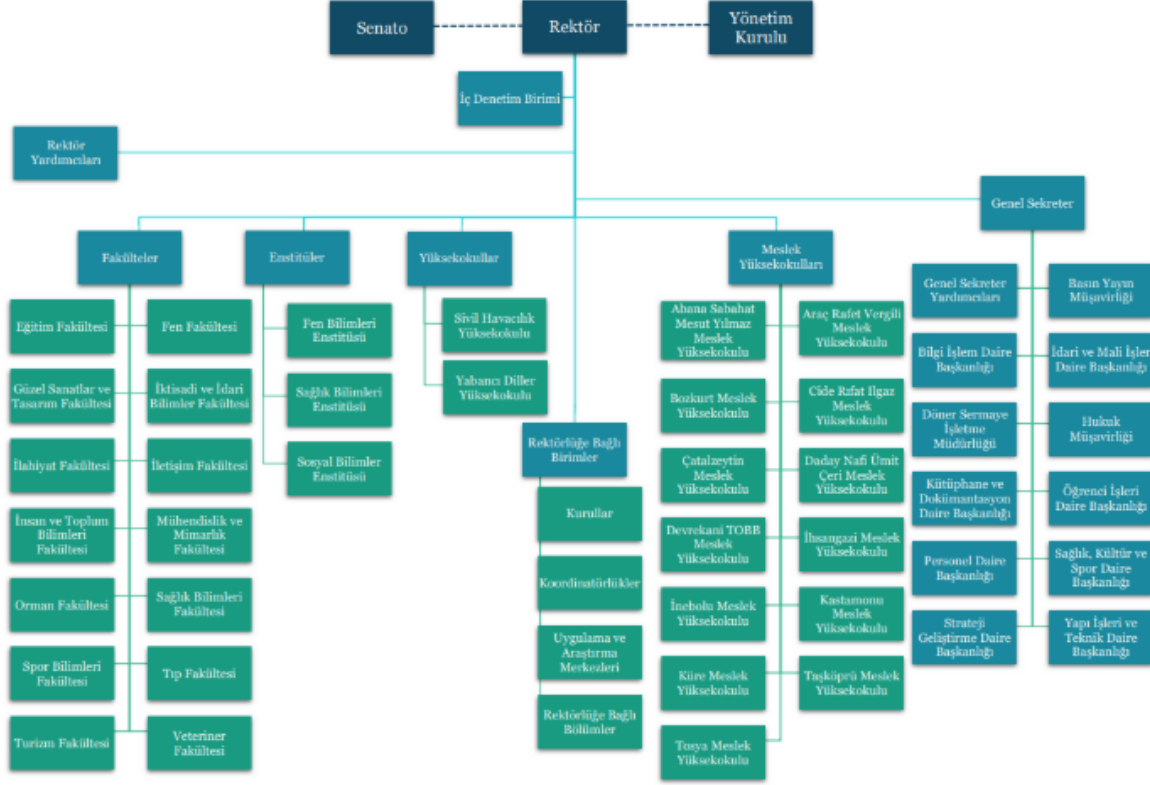 Senato
Rektör
Yönetim
Kurulu
İç Denetim Birimi
Rektör
Yardımcıları
Genel Sekreter
Fakülteler
Enstitüler
Yüksekokullar
Meslek
Yüksekokulları
Eğitim Fakültesi
Fen Fakültesi
Güzel Sanatlar ve
Tasarım Fakültesi
İktisadi ve İdari
Bilimler Fakültesi
İlahiyat Fakültesi
İletişim Fakültesi
İnsan ve Toplum
Bilimleri
Fakültesi
Mühendislik ve
Mimarlık
Fakültesi
Orman Fakültesi
Sağlık Bilimleri
Fakültesi
Spor Bilimleri
Fakültesi
Tıp Fakültesi
Turizm Fakültesi
Veteriner
Fakültesi
Fen Bilimleri
Enstitüsü
Sağlık Bilimleri
Enstitüsü
Sosyal Bilimler
Enstitüsü
Sivil Havacılık
Yüksekokulu
Yabancı Diller
Yüksekokulu
Rektörlüğe Bağlı
Birimler
Kurullar
Koordinatörlükler
Uygulama ve
Araştırma
Merkezleri
Rektörlüğe Bağlı
Bölümler
Abana Sabahat
Mesut Yılmaz
Meslek
Yüksekokulu
Araç Rafet Vergili
Meslek
Yüksekokulu
Bozkurt Meslek
Yüksekokulu
Cide Rıfat Ilgaz
Meslek
Yüksekokulu
Çatalzeytin
Meslek
Yüksekokulu
Daday Nafi Ümit
Çeri Meslek
Yüksekokulu
Devrekani TOBB
Meslek
Yüksekokulu
İhsangazi Meslek
Yüksekokulu
İnebolu Meslek
Yüksekokulu
Kastamonu
Meslek
Yüksekokulu
Küre Meslek
Yüksekokulu
Taşköprü Meslek
Yüksekokulu
Tosya Meslek
Yüksekokulu
Genel Sekreter
Yardımcıları
Basın Yayın
Müşavirliği
Bilgi İşlem Daire
Başkanlığı
İdari ve Mali İşler
Daire Başkanlığı
Döner Sermaye
İşletme
Müdürlüğü
Hukuk
Müşavirliği
Kütüphane ve
Dokümantasyon
Daire Başkanlığı
Öğrenci İşleri
Daire Başkanlığı
Personel Daire
Başkanlığı
Sağlık, Kültür ve
Spor Daire
Başkanlığı
Strateji
Geliştirme Daire
Başkanlığı
Yapı İşleri ve
Teknik Daire
Başkanlığı